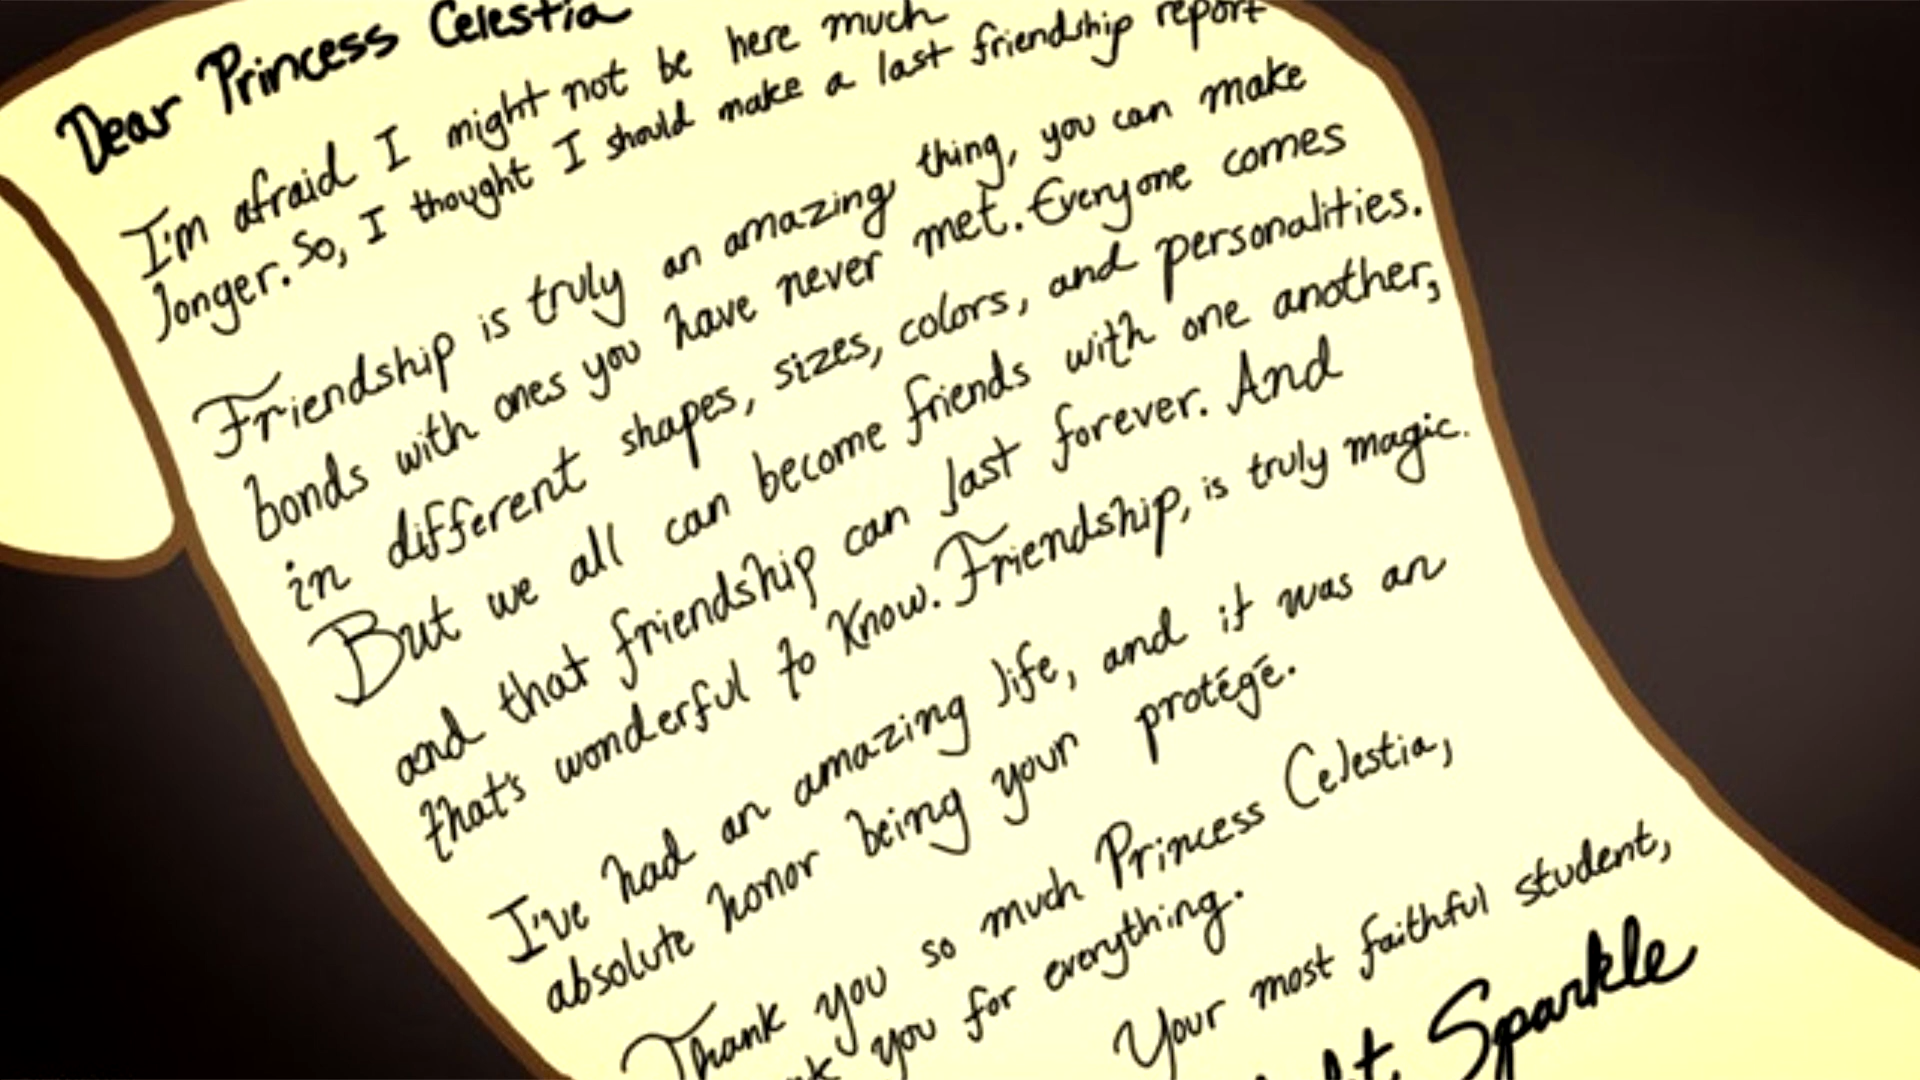 Dear Princess Celestia
I'm afraid I might not be here much
longer. So, I thought I should make a last friendship report
Friendship is truly an amazing thing, you can make
bonds with ones you have never met. Everyone comes
in different shapes, sizes, colors, and personalities.
But we all can become friends with one another,
and that friendship can last forever. And
that's wonderful to know. Friendship, is truly magic.
I've had an amazing life, and it was an
absolute honor being your protégé.
Thank you so much Princess Celestia,
you for everything.
Your most faithful student,
Sparkle